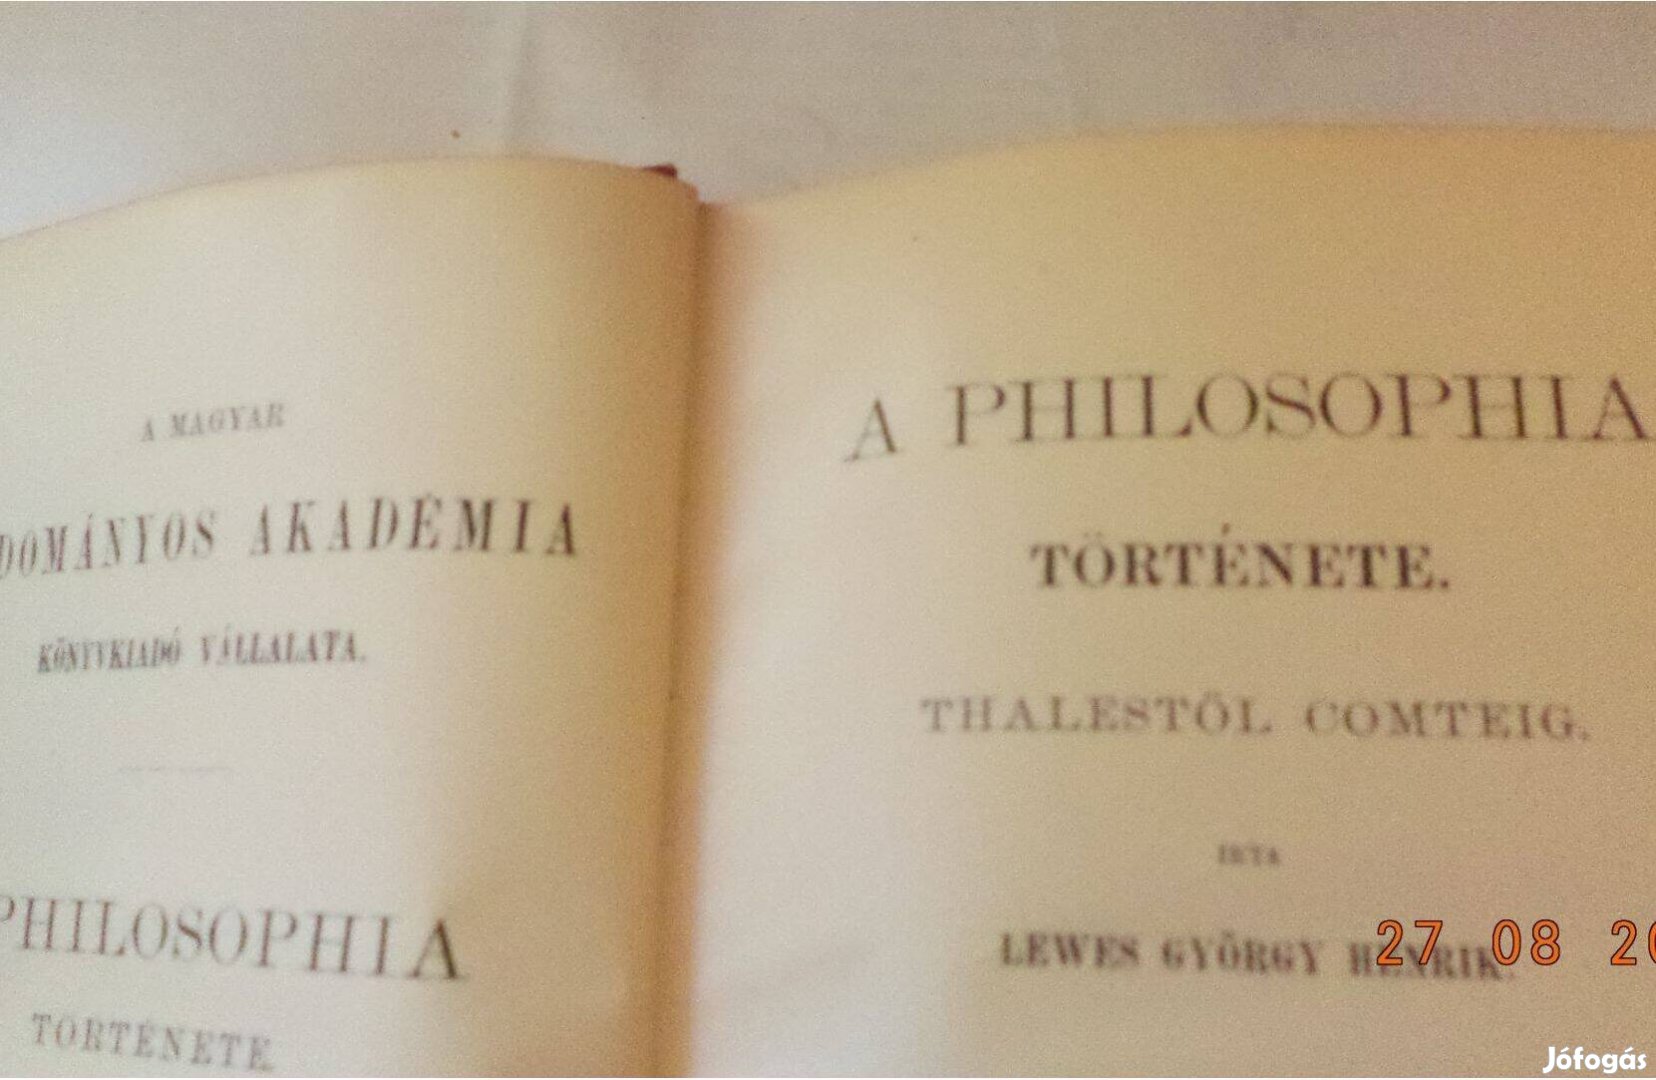 A MAGYAR
DOMÁNYOS AKADÉMIA
KÖNYVKIADÓ VÁLLALATA.
PHILOSOPHIA
TÖRTÉNETE
A PHILOSOPHIA
TÖRTÉNETE.
THALESTŐL COMTEIG.
IRTA
LEWES GYÖRGY HENRIK.
27 08 20
Jófogás